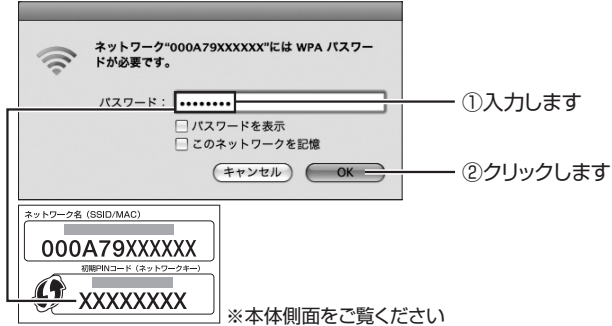 ネットワーク“000A79XXXXXX”には WPA パスワー
ドが必要です。
パスワード：
①入力します
パスワードを表示
このネットワークを記憶
キャンセル
OK
②クリックします
ネットワーク名（SSID/MAC）
000A79XXXXXX
初期PINコード（ネットワークキー）
XXXXXXXX
※本体側面をご覧ください